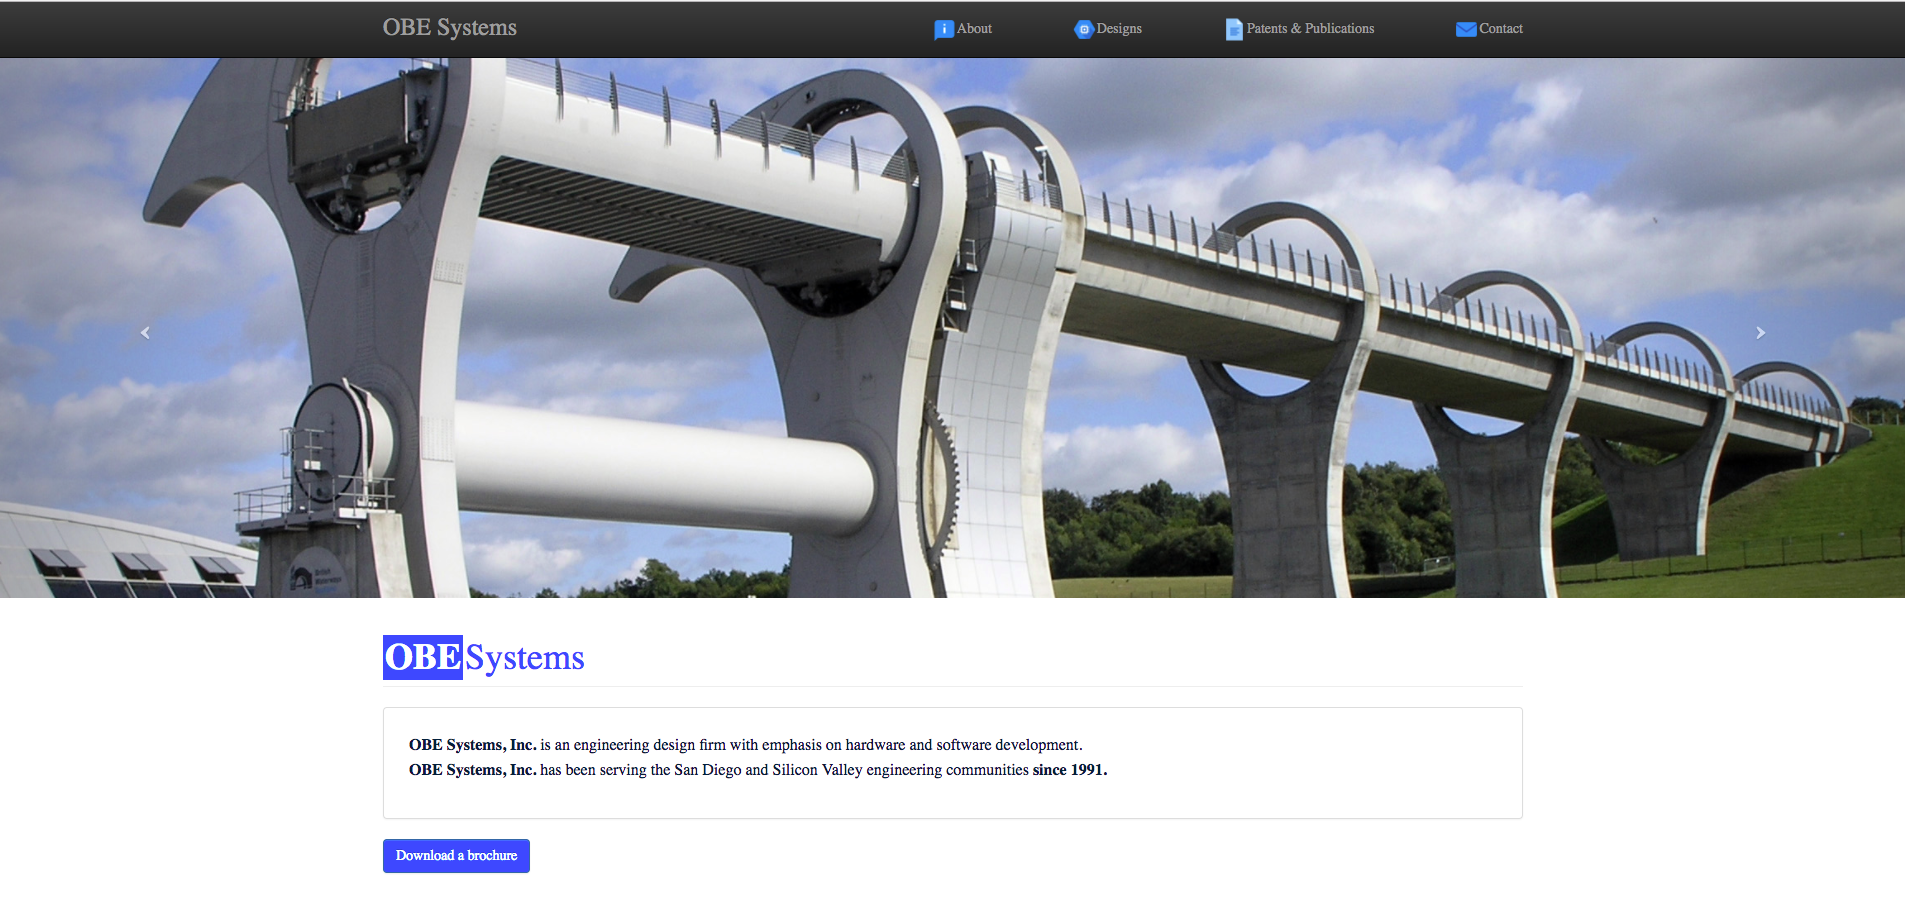 OBE Systems
About
Designs
Patents & Publications
Contact
British
Waterways
OBE Systems
OBE Systems, Inc. is an engineering design firm with emphasis on hardware and software development.
OBE Systems, Inc. has been serving the San Diego and Silicon Valley engineering communities since 1991.
Download a brochure